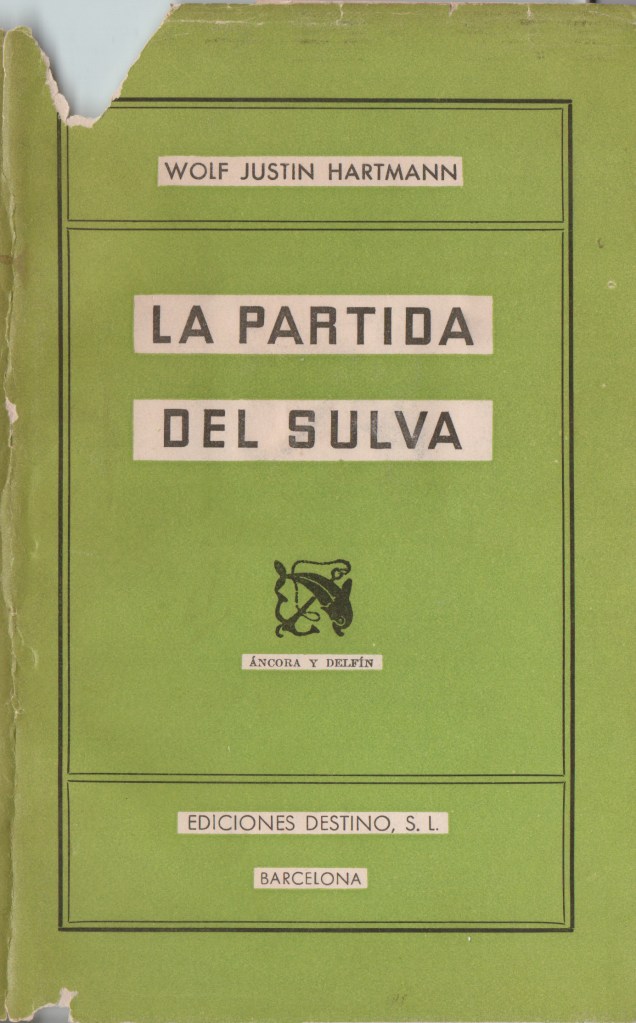 WOLF JUSTIN HARTMANN
LA PARTIDA
DEL SULVA
ÁNCORA Y DELFÍN
EDICIONES DESTINO, S. L.
BARCELONA